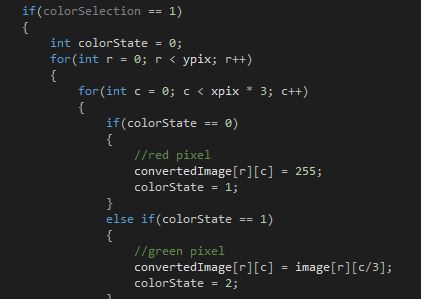 if(colorSelection == 1)
{
int colorState = 0;
for(int r = 0; r < ypix; r++)
{
for(int c = 0; c < xpix * 3; c++)
{
if(colorState == 0)
{
//red pixel
convertedImage[r][c] = 255;
colorState = 1;
}
else if(colorState == 1)
{
//green pixel
convertedImage[r][c] = image[r][c/3];
colorState = 2;
}